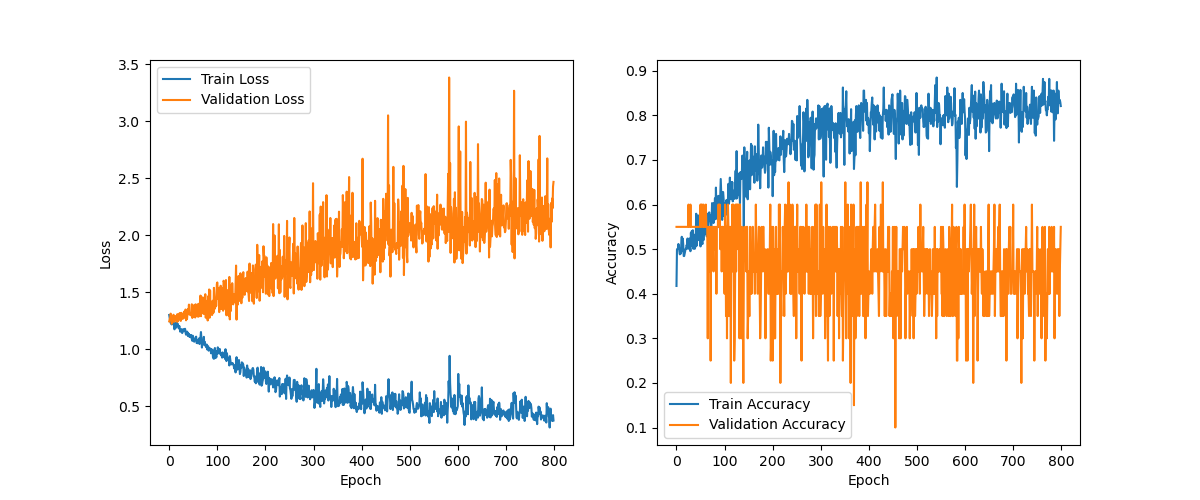 Train Loss
Validation Loss
3.5
3.0
2.5
2.0
1.5
1.0
0.5
Loss
0 100 200 300 400 500 600 700 800
Epoch
0.9
0.8
0.7
0.6
0.5
0.4
0.3
0.2
0.1
Accuracy
Train Accuracy
Validation Accuracy
0 100 200 300 400 500 600 700 800
Epoch